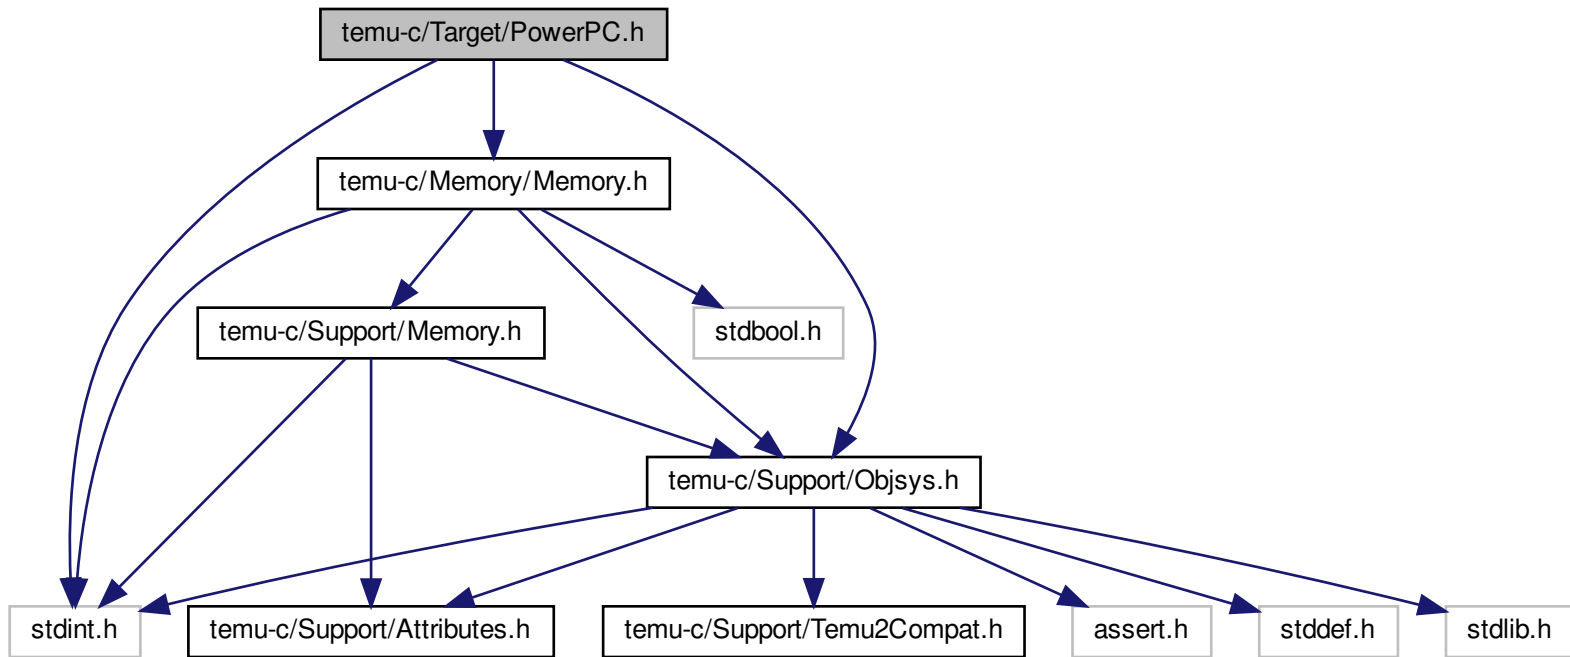 temu-c/Target/PowerPC.h
temu-c/Memory/Memory.h
temu-c/Support/Memory.h
stdbool.h
temu-c/Support/Objsys.h
stdint.h
temu-c/Support/Attributes.h
temu-c/Support/Temu2Compat.h
assert.h
stddef.h
stdlib.h